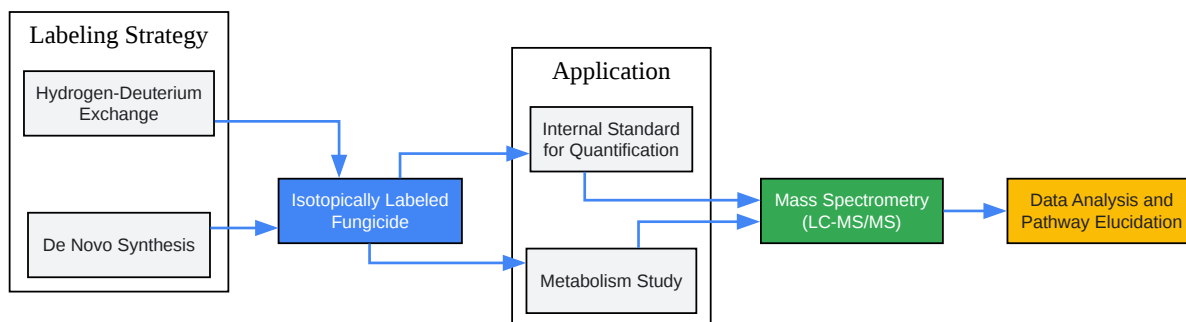 Labeling Strategy
Hydrogen-Deuterium
Exchange
De Novo Synthesis
Isotopically Labeled
Fungicide
Application
Internal Standard
for Quantification
Metabolism Study
Mass Spectrometry
(LC-MS/MS)
Data Analysis and
Pathway Elucidation